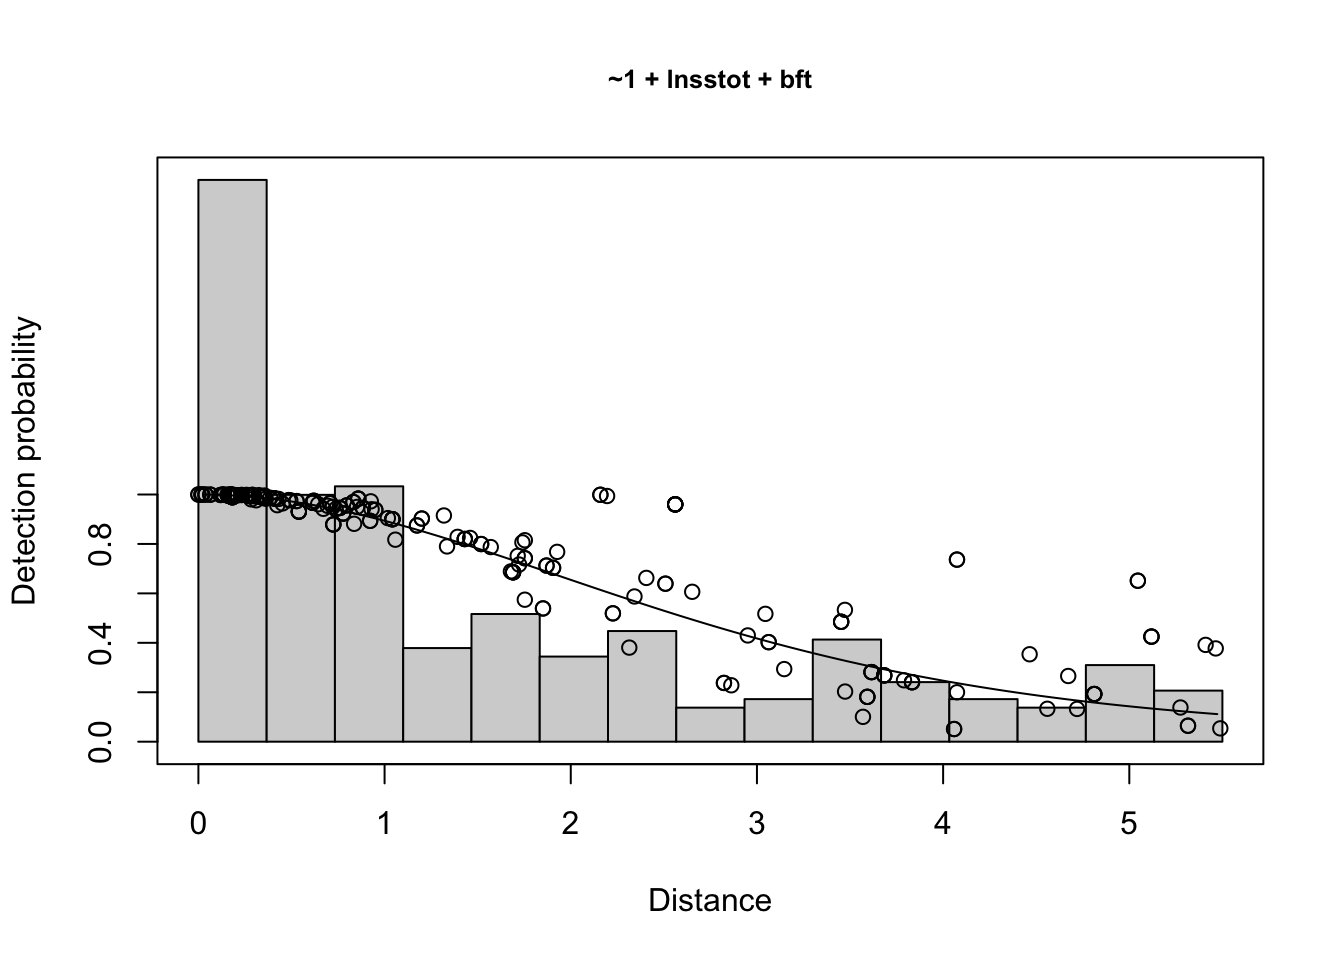 ~1 + lnsstot + bft
Detection probability
0.8
0.4
0.0
0 1 2 3 4 5
Distance